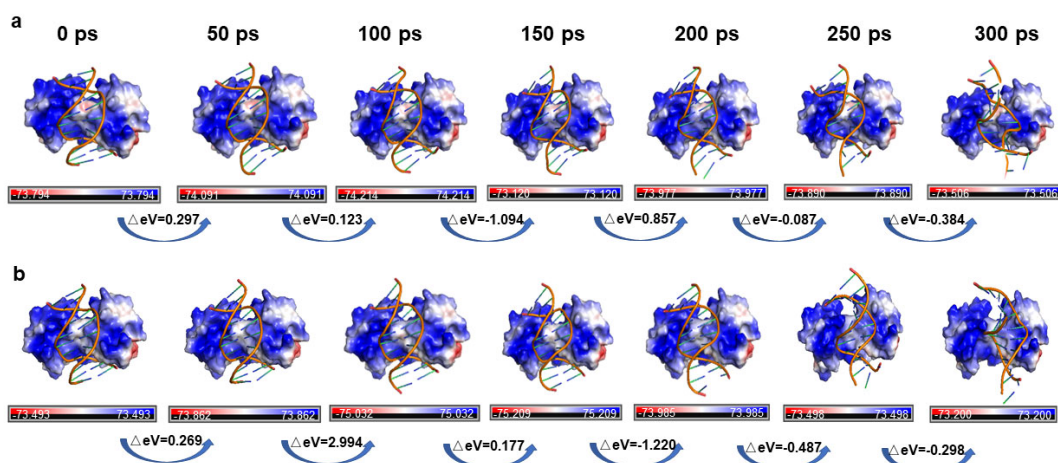 a
0 ps 50 ps 100 ps 150 ps 200 ps 250 ps 300 ps
-73.794 73.794 -74.091 74.091 -74.214 74.214 -73.120 73.120 -73.977 73.977 -73.890 73.890 -73.506 73.506
△eV=0.297 △eV=0.123 △eV=-1.094 △eV=0.857 △eV=-0.087 △eV=-0.384
b
-73.493 73.493 -73.862 73.862 -75.032 75.032 -75.209 75.209 -73.985 73.985 -73.498 73.498 -73.200 73.200
△eV=0.269 △eV=2.994 △eV=0.177 △eV=-1.220 △eV=-0.487 △eV=-0.298